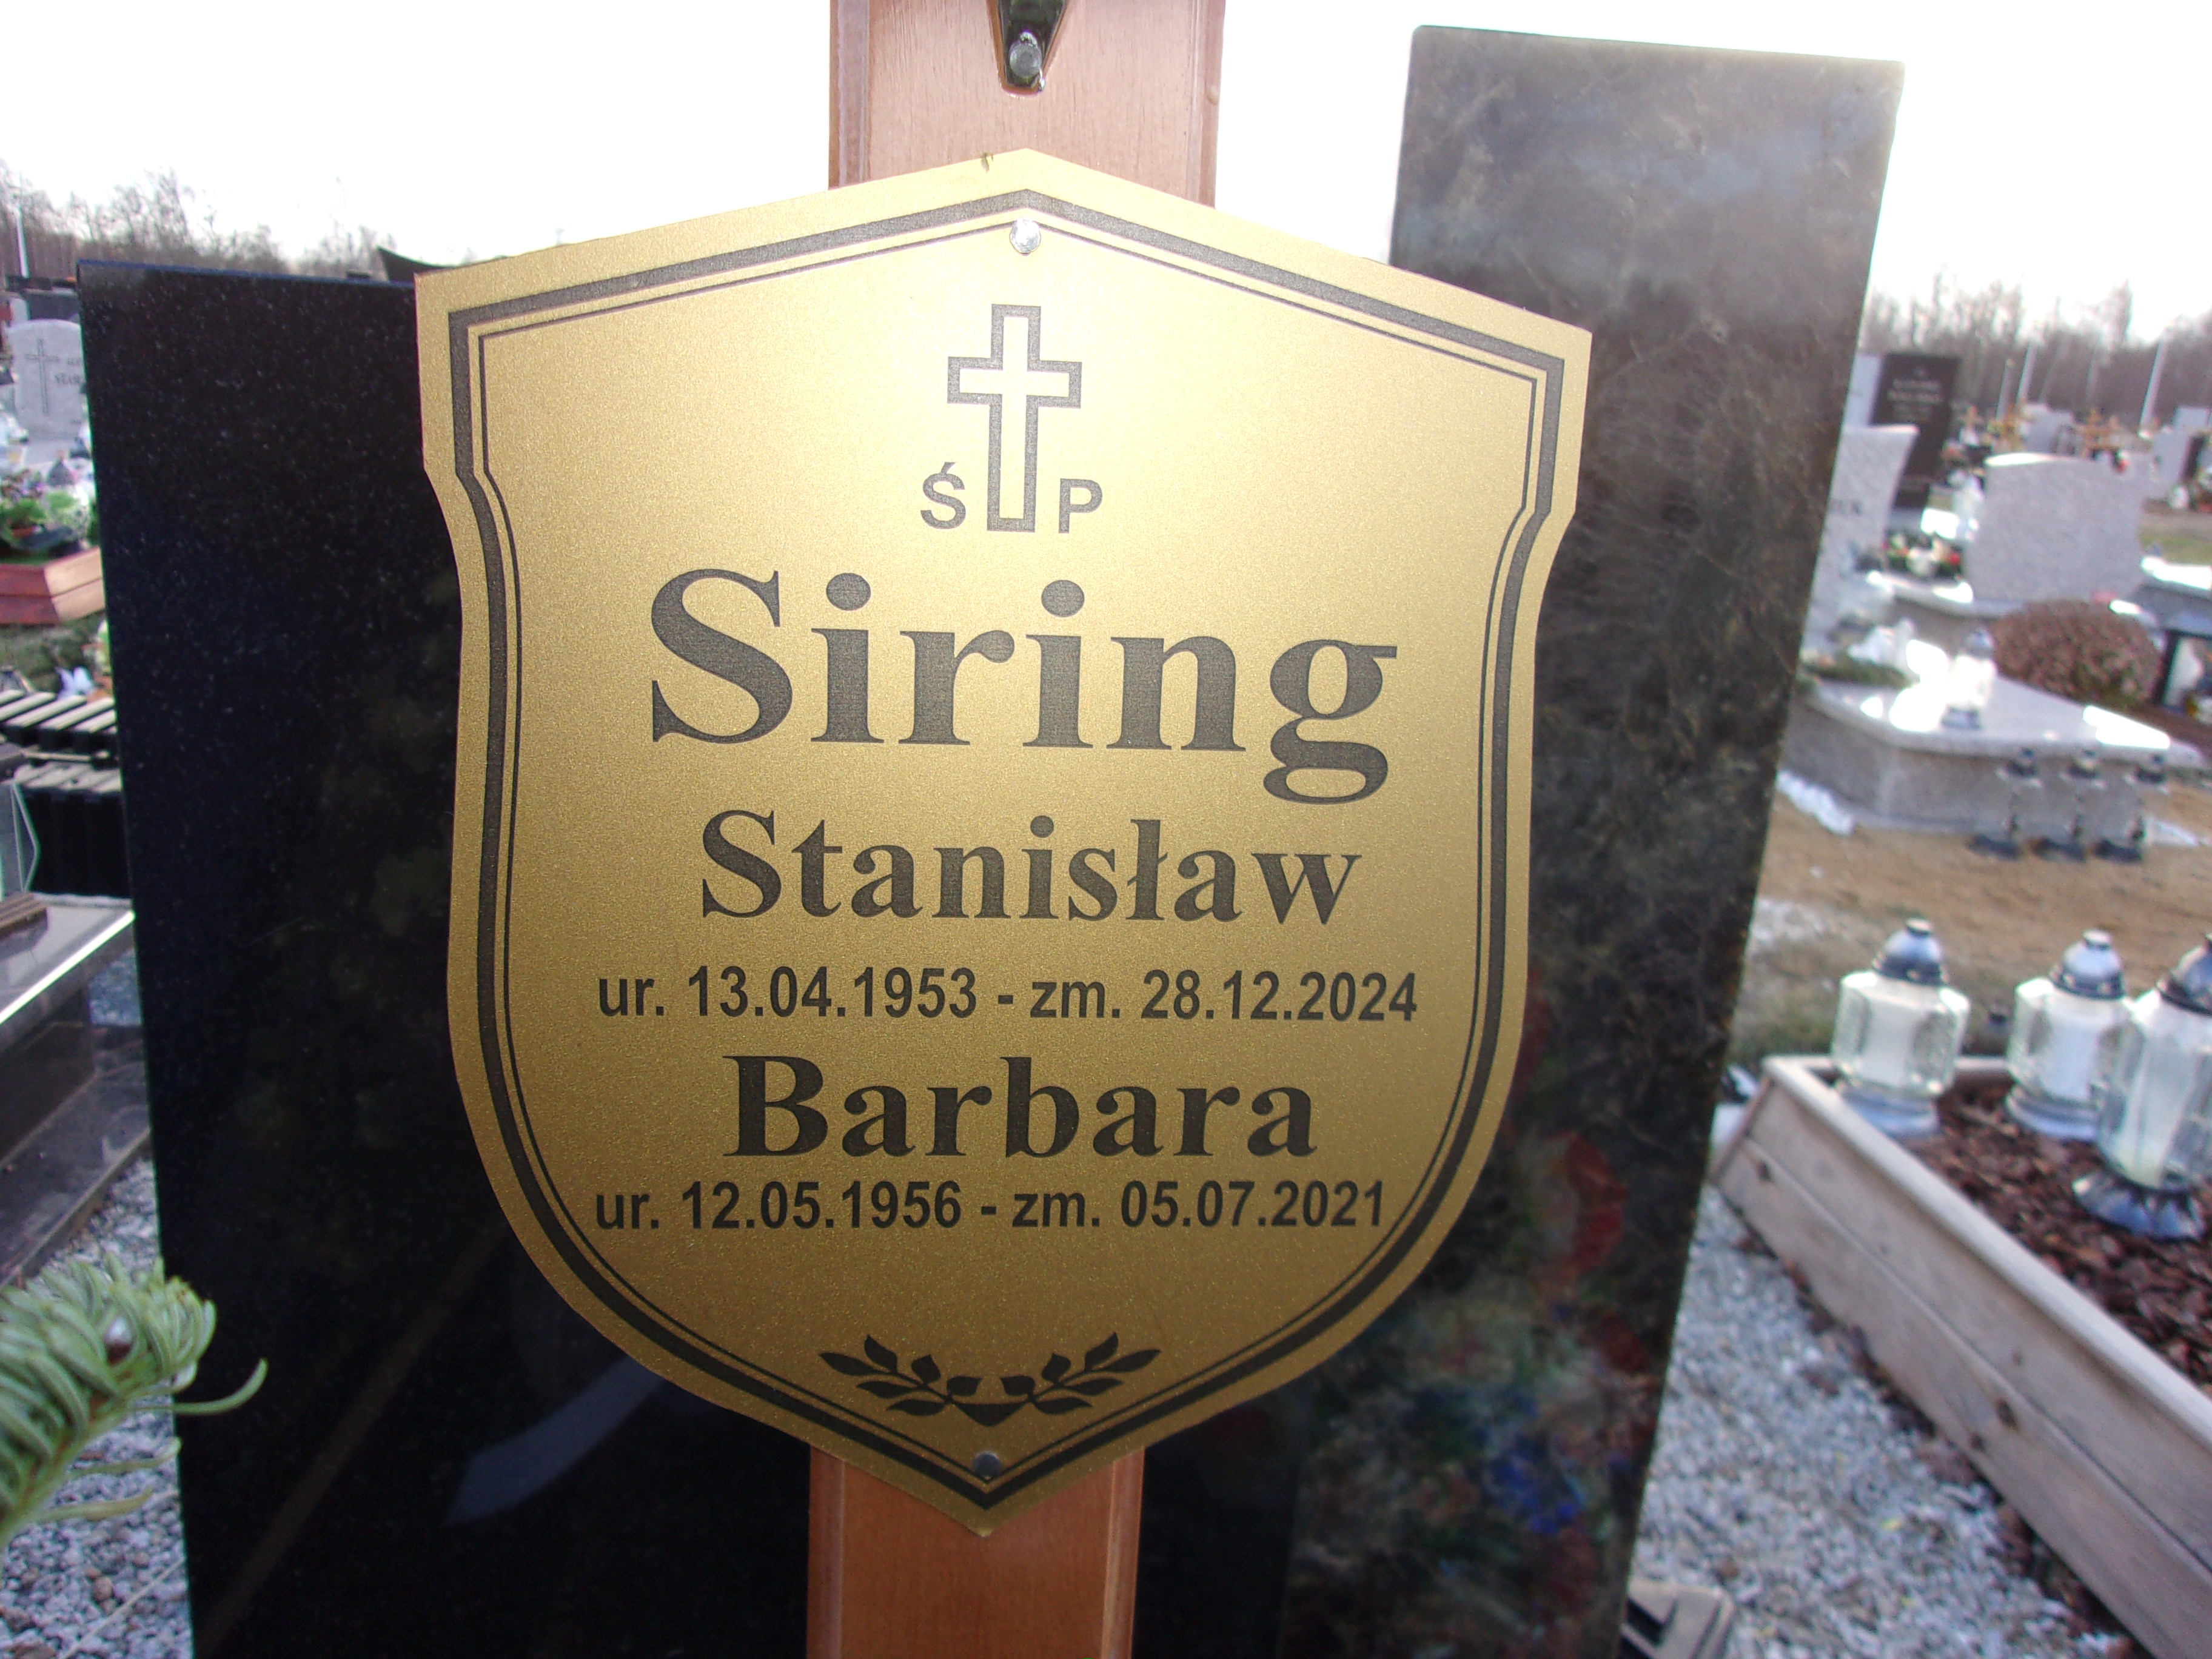 Ś P
Siring
Stanisław
ur. 13.04.1953 - zm. 28.12.2024
Barbara
ur. 12.05.1956 - zm. 05.07.2021